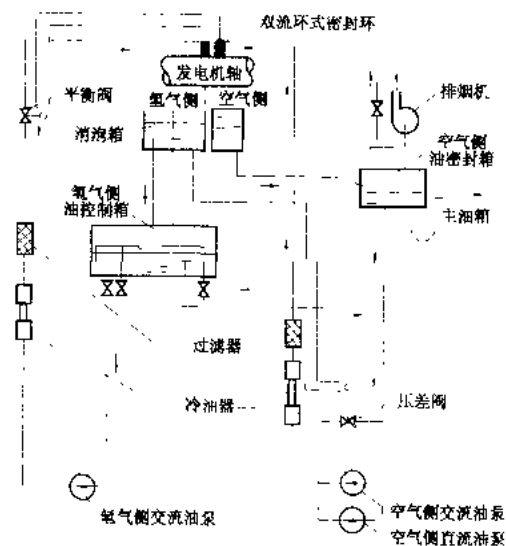 双流环式密封环
发电机轴
平衡阀
氢气侧
空气侧
排烟机
消泡箱
空气侧
油密封箱
氢气侧
油控制箱
主油箱
过滤器
冷油器
压差阀
氢气侧交流油泵
空气侧交流油泵
空气侧直流油泵